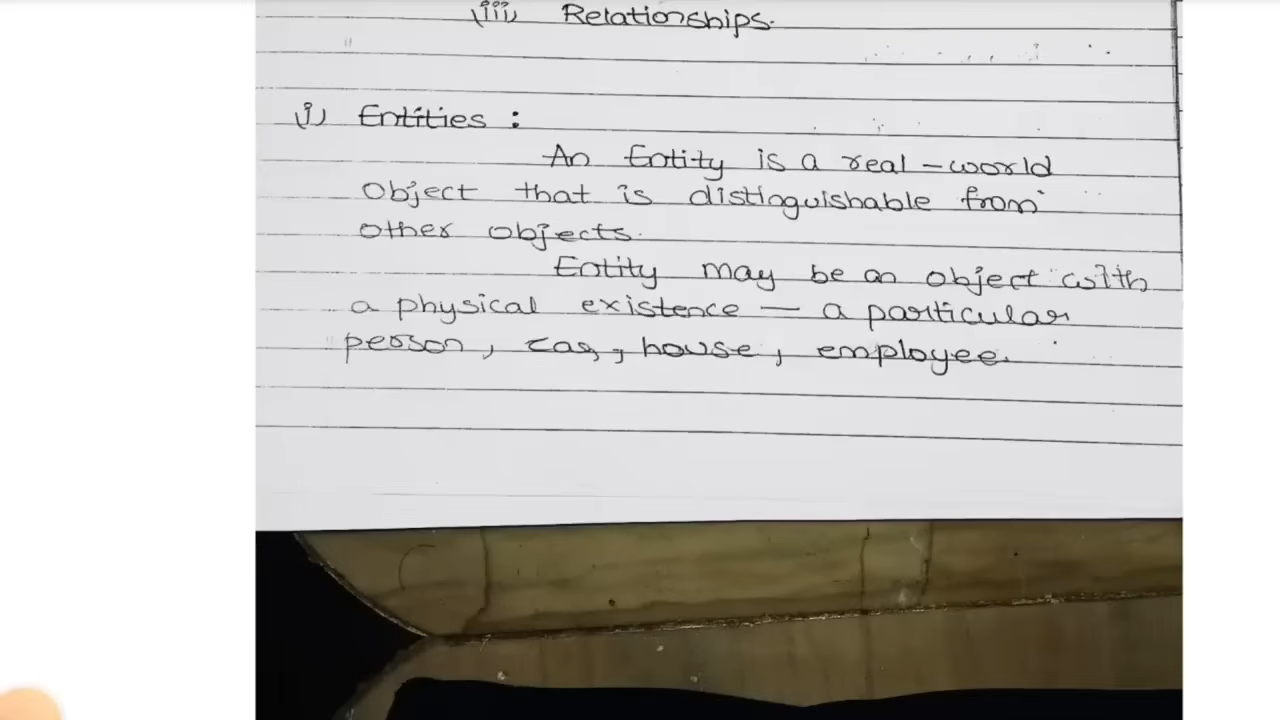 (iii) Relationships.
(i) Entities :
An Entity is a real-world
object that is distinguishable from
other objects.
Entity may be an object with
a physical existence — a particular
person, car, house, employee.